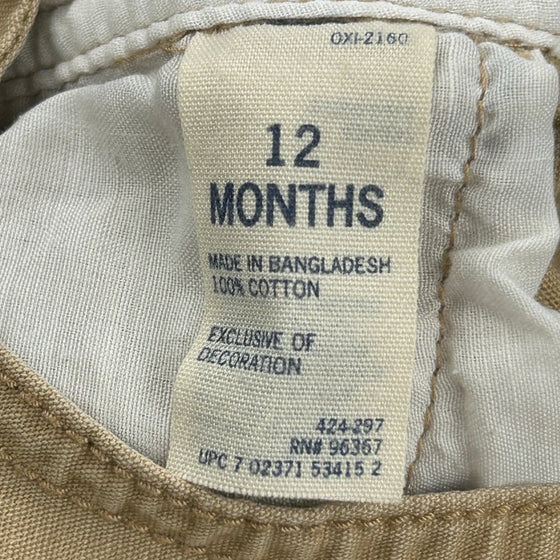 OXI-2160
12
MONTHS
MADE IN BANGLADESH
100% COTTON
EXCLUSIVE OF
DECORATION
424-297
RN# 96367
UPC 7 02371 53415 2